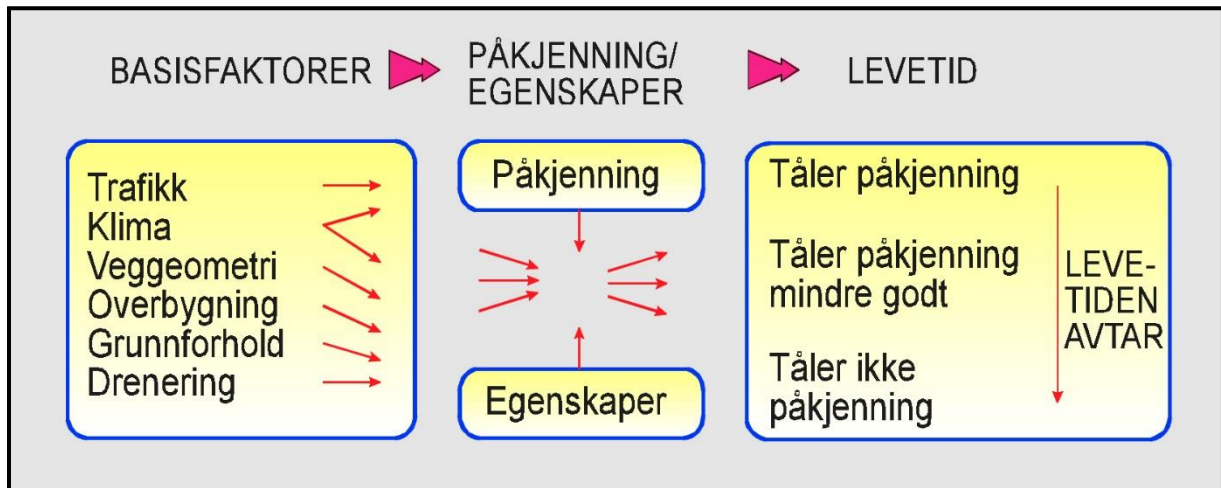 BASISFAKTORER
PÅKJENNING/
EGENSKAPER
LEVETID
Trafikk
Klima
Veggeometri
Overbygning
Grunnforhold
Drenering
Påkjenning
Egenskaper
Tåler påkjenning
Tåler påkjenning
mindre godt
Tåler ikke
påkjenning
LEVE-
TIDEN
AVTAR